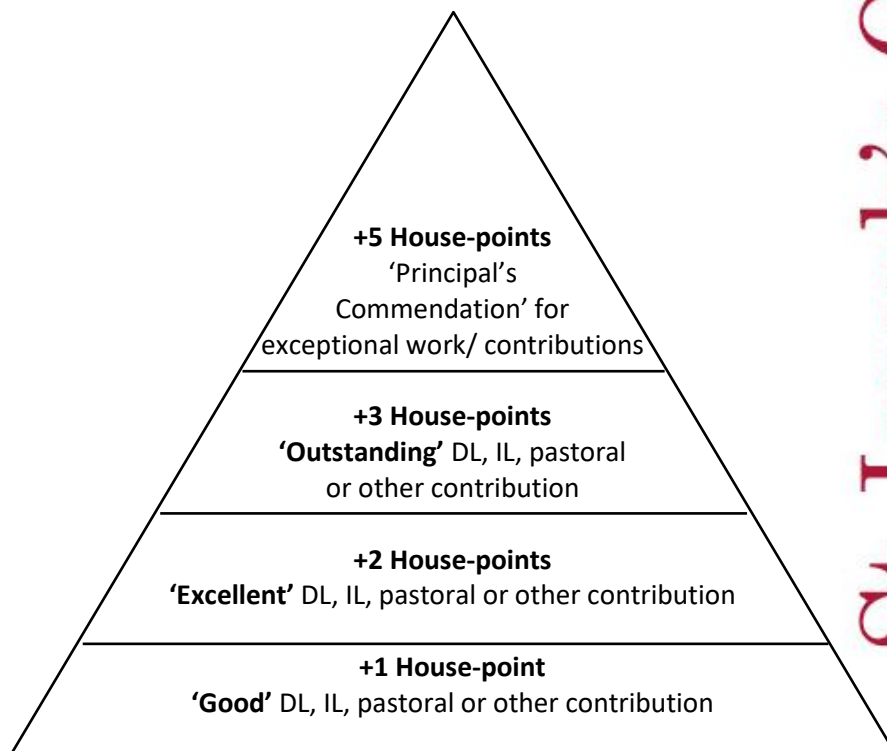 +5 House-points
‘Principal’s
Commendation’ for
exceptional work/ contributions
+3 House-points
‘Outstanding’ DL, IL, pastoral
or other contribution
+2 House-points
‘Excellent’ DL, IL, pastoral or other contribution
+1 House-point
‘Good’ DL, IL, pastoral or other contribution